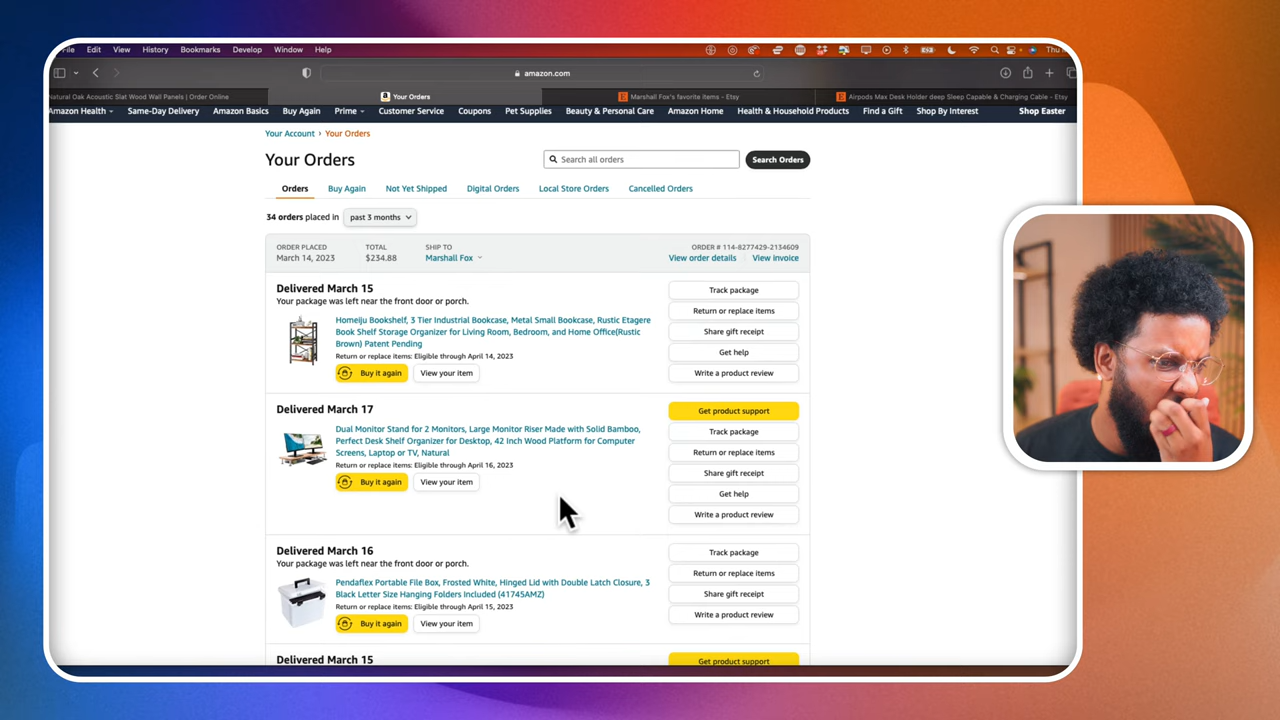 File Edit View History Bookmarks Develop Window Help Thu
amazon.com
Natural Oak Acoustic Slat Wood Wall Panels | Order Online
Your Orders
Marshall Fox's favorite items - Etsy
Airpods Max Desk Holder deep Sleep Capable & Charging Cable - Etsy
Amazon Health Same-Day Delivery Amazon Basics Buy Again Prime Customer Service Coupons Pet Supplies Beauty & Personal Care Amazon Home Health & Household Products Find a Gift Shop By Interest Shop Easter
Your Account › Your Orders
Your Orders
Search all orders
Search Orders
Orders Buy Again Not Yet Shipped Digital Orders Local Store Orders Cancelled Orders
34 orders placed in past 3 months
ORDER PLACED TOTAL SHIP TO ORDER # 114-8277429-2134609
March 14, 2023 $234.88 Marshall Fox View order details View invoice
Delivered March 15
Your package was left near the front door or porch.
Homeiju Bookshelf, 3 Tier Industrial Bookcase, Metal Small Bookcase, Rustic Etagere
Book Shelf Storage Organizer for Living Room, Bedroom, and Home Office(Rustic
Brown) Patent Pending
Return or replace items: Eligible through April 14, 2023
Buy it again View your item
Track package
Return or replace items
Share gift receipt
Get help
Write a product review
Delivered March 17
Dual Monitor Stand for 2 Monitors, Large Monitor Riser Made with Solid Bamboo,
Perfect Desk Shelf Organizer for Desktop, 42 Inch Wood Platform for Computer
Screens, Laptop or TV, Natural
Return or replace items: Eligible through April 16, 2023
Buy it again View your item
Get product support
Track package
Return or replace items
Share gift receipt
Get help
Write a product review
Delivered March 16
Your package was left near the front door or porch.
Pendaflex Portable File Box, Frosted White, Hinged Lid with Double Latch Closure, 3
Black Letter Size Hanging Folders Included (41745AMZ)
Return or replace items: Eligible through April 15, 2023
Buy it again View your item
Track package
Return or replace items
Share gift receipt
Write a product review
Delivered March 15
Get product support